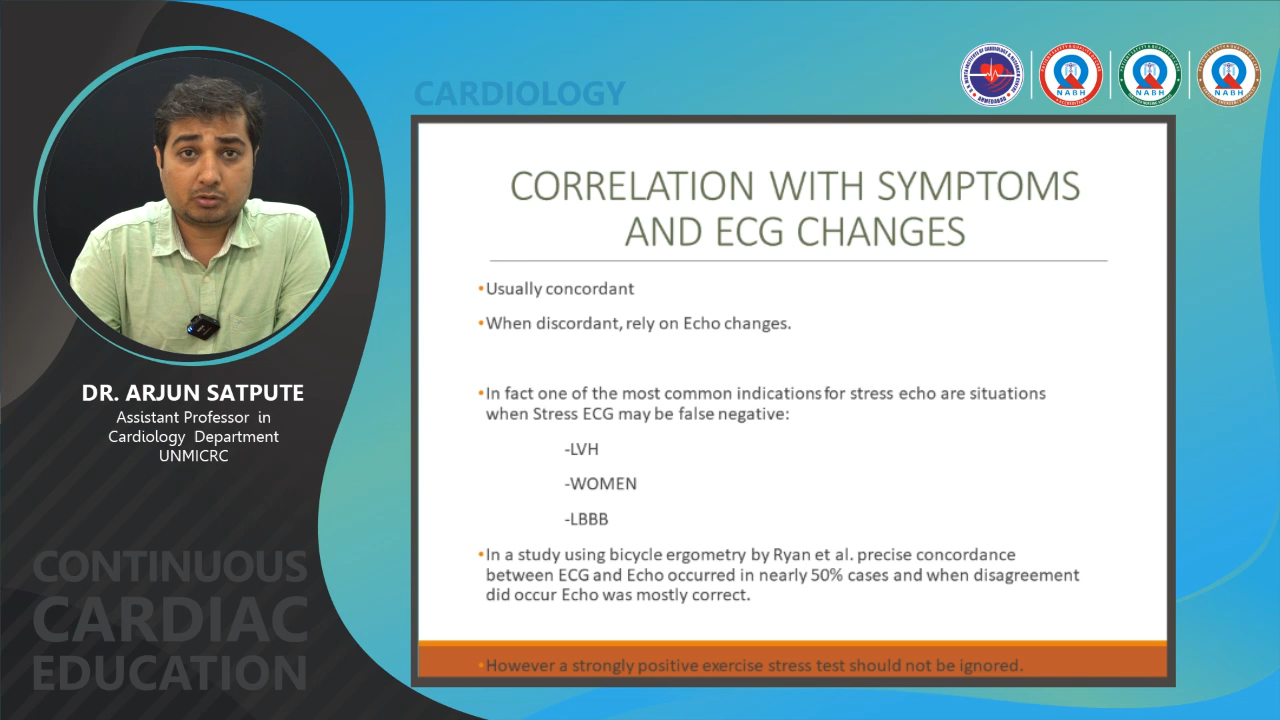 CARDIOLOGY
NABH
NABH
NABH
CORRELATION WITH SYMPTOMS
AND ECG CHANGES
•Usually concordant
•When discordant, rely on Echo changes.
•In fact one of the most common indications for stress echo are situations
when Stress ECG may be false negative:
-LVH
-WOMEN
-LBBB
•In a study using bicycle ergometry by Ryan et al. precise concordance
between ECG and Echo occurred in nearly 50% cases and when disagreement
did occur Echo was mostly correct.
•However a strongly positive exercise stress test should not be ignored.
DR. ARJUN SATPUTE
Assistant Professor in
Cardiology Department
UNMICRC
CONTINUOUS
CARDIAC
EDUCATION